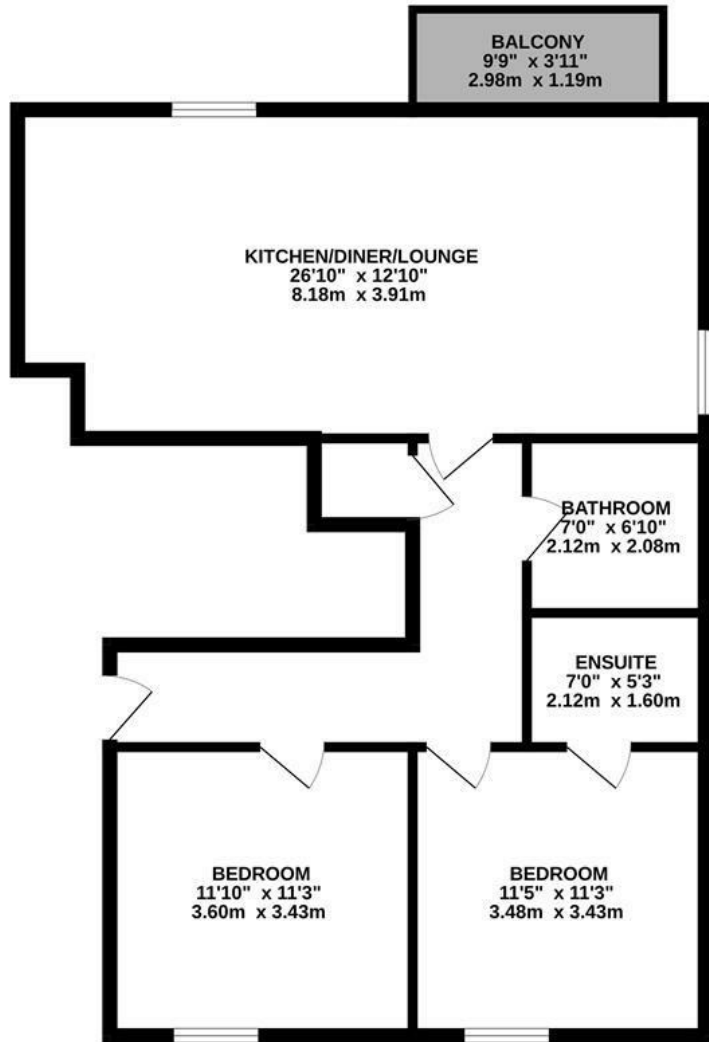 BALCONY
9'9" x 3'11"
2.98m x 1.19m
KITCHEN/DINER/LOUNGE
26'10" x 12'10"
8.18m x 3.91m
BATHROOM
7'0" x 6'10"
2.12m x 2.08m
ENSUITE
7'0" x 5'3"
2.12m x 1.60m
BEDROOM
11'10" x 11'3"
3.60m x 3.43m
BEDROOM
11'5" x 11'3"
3.48m x 3.43m